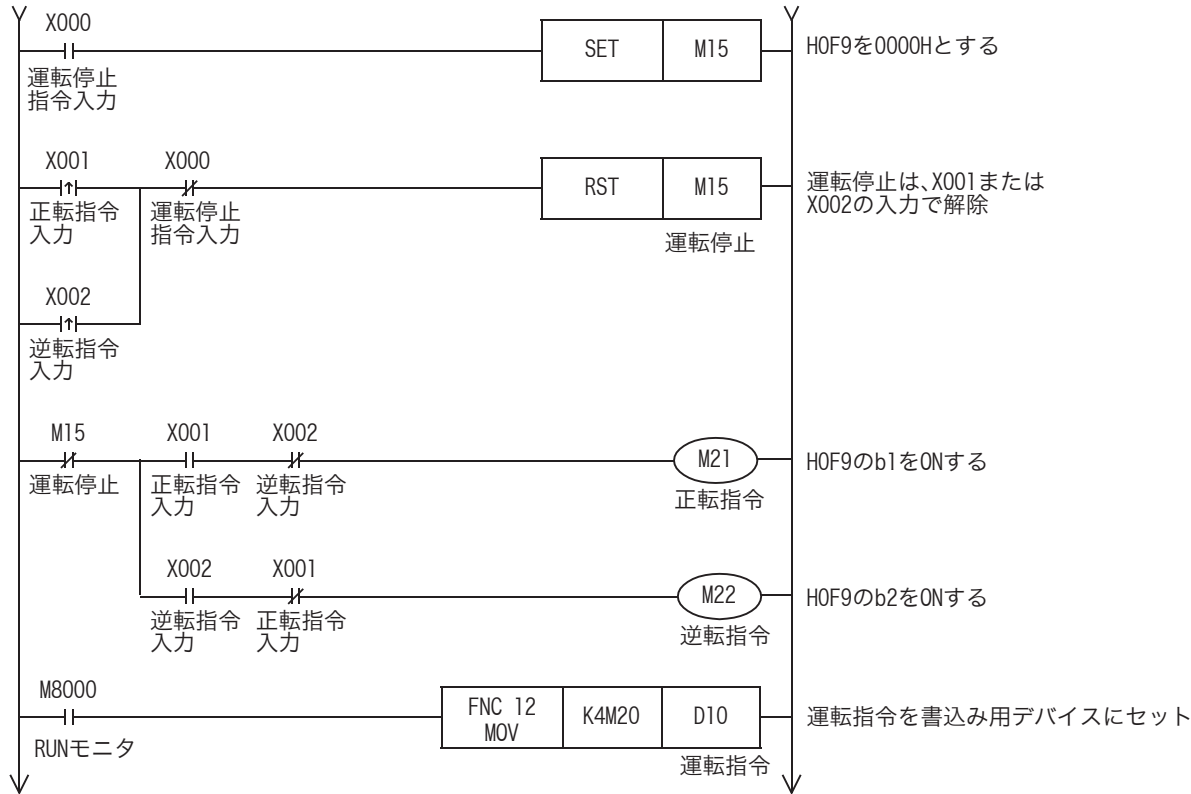 X000
SET M15
H0F9を0000Hとする
運転停止
指令入力
X001 X000
RST M15
運転停止は、X001または
X002の入力で解除
正転指令
入力
運転停止
指令入力
運転停止
X002
逆転指令
入力
M15 X001 X002
M21
H0F9のb1をONする
運転停止
正転指令
入力
逆転指令
入力
正転指令
X002 X001
M22
H0F9のb2をONする
逆転指令
入力
正転指令
入力
逆転指令
M8000
FNC 12
MOV
K4M20 D10
運転指令を書込み用デバイスにセット
RUNモニタ
運転指令